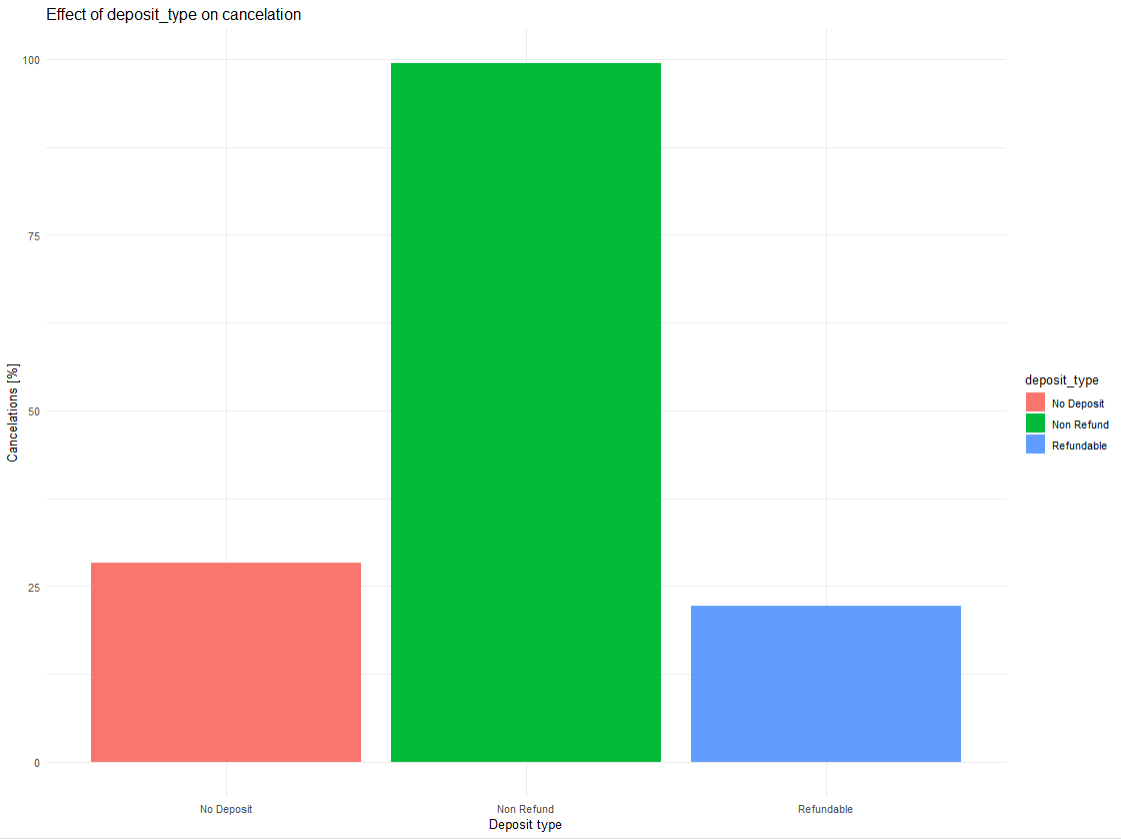 Effect of deposit_type on cancelation
Cancelations [%]
100
75
50
25
0
No Deposit
Non Refund
Refundable
Deposit type
deposit_type
No Deposit
Non Refund
Refundable